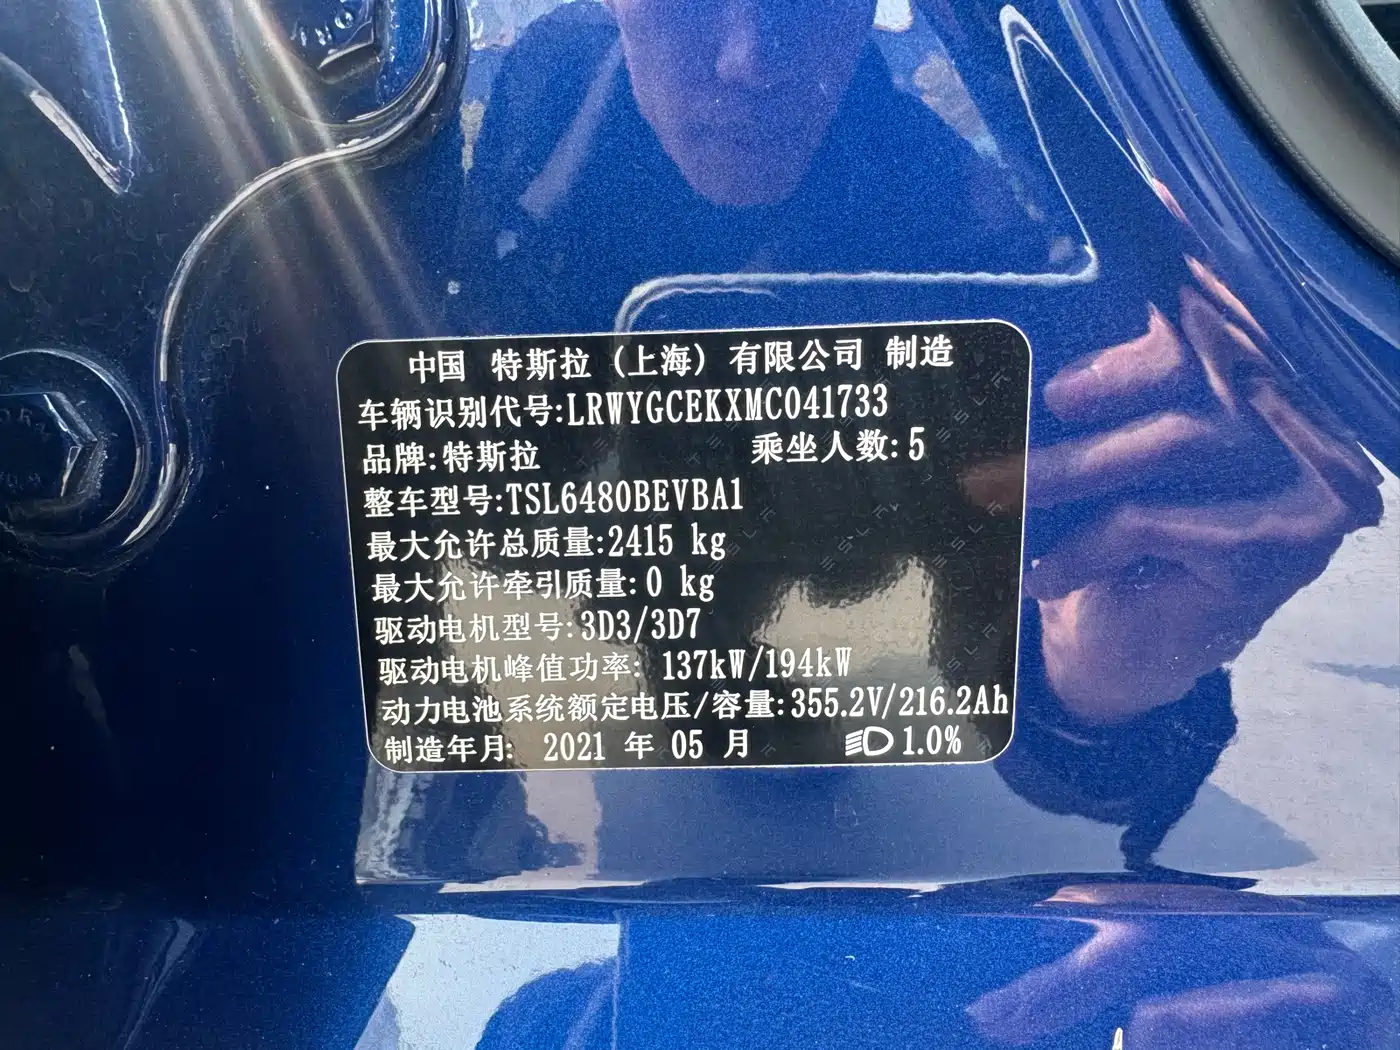 中国 特斯拉（上海）有限公司 制造
车辆识别代号:LRWYGCEKXMC041733
品牌:特斯拉 乘坐人数:5
整车型号:TSL6480BEVBA1
最大允许总质量:2415 kg
最大允许牵引质量:0 kg
驱动电机型号:3D3/3D7
驱动电机峰值功率: 137kW/194kW
动力电池系统额定电压/容量:355.2V/216.2Ah
制造年月: 2021 年 05 月 1.0%